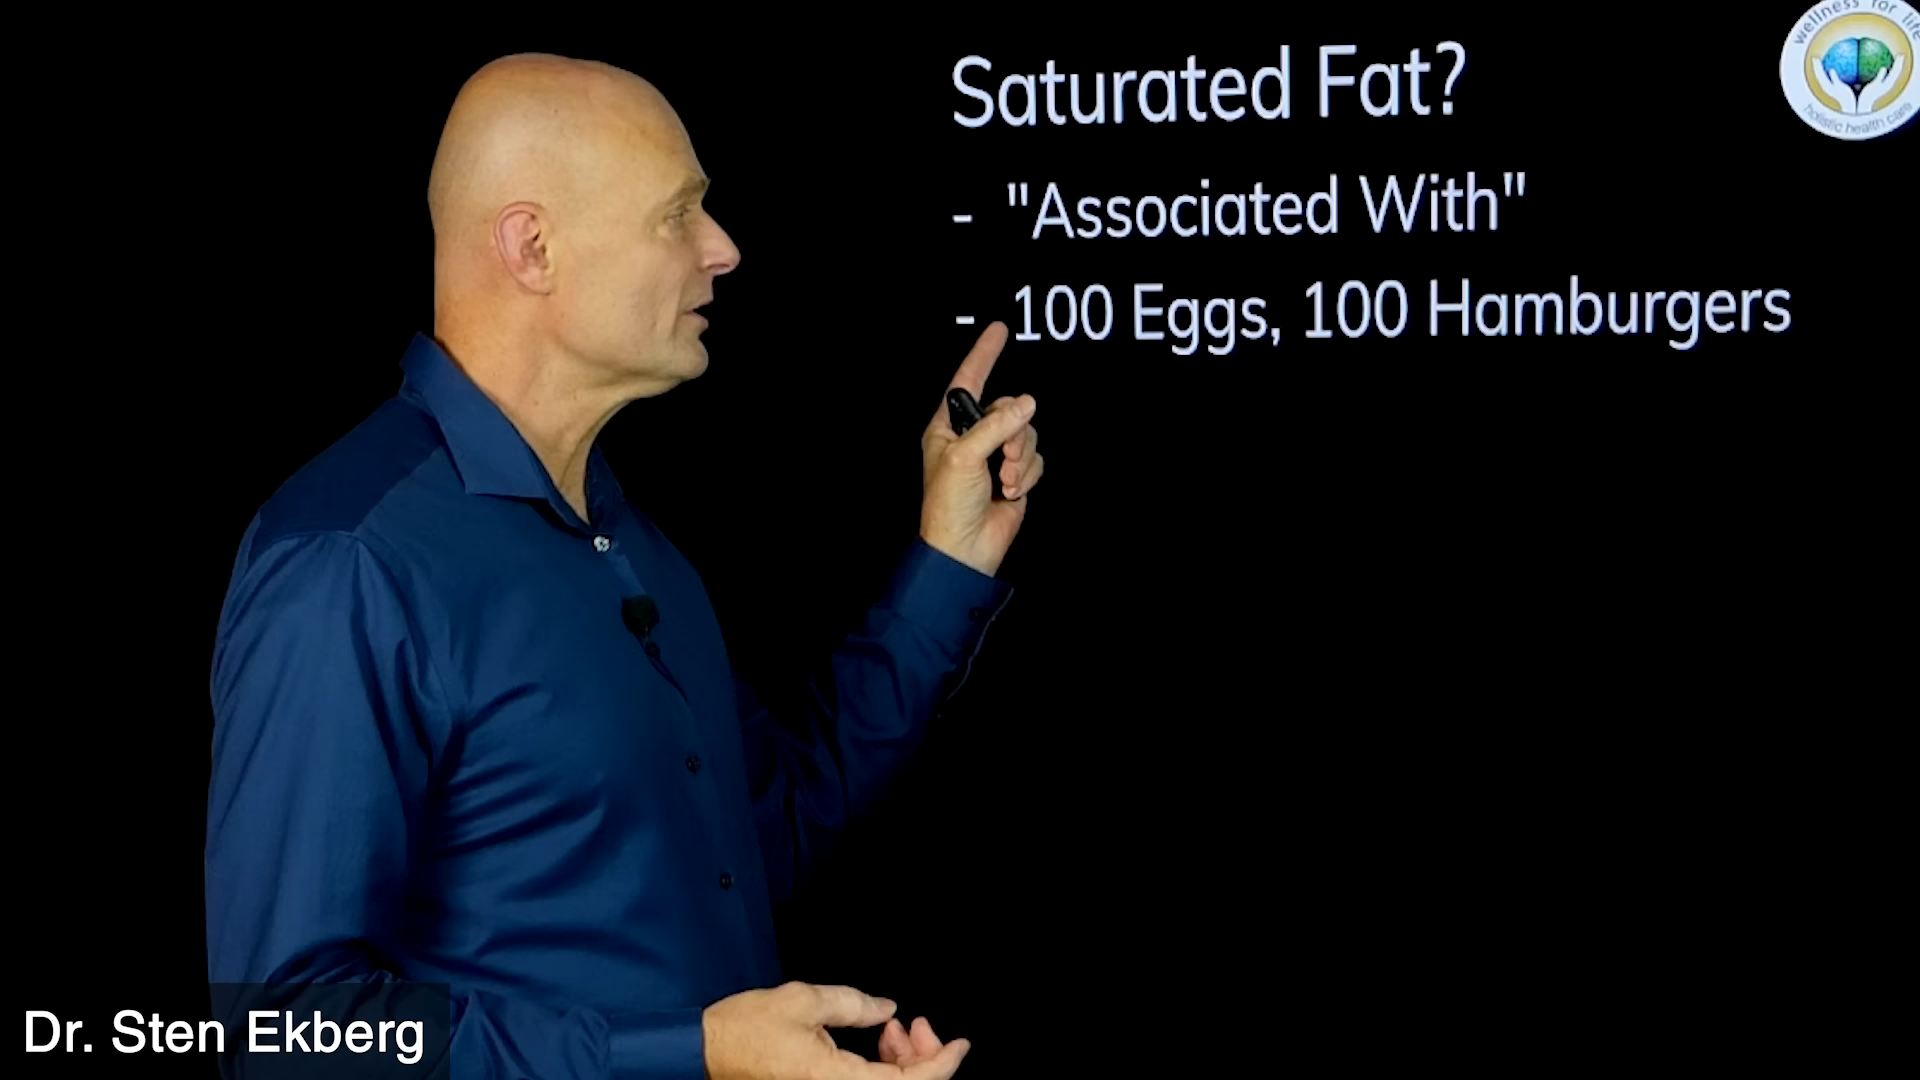 wellness for life
holistic health care
Saturated Fat?
- "Associated With"
- 100 Eggs, 100 Hamburgers
Dr. Sten Ekberg